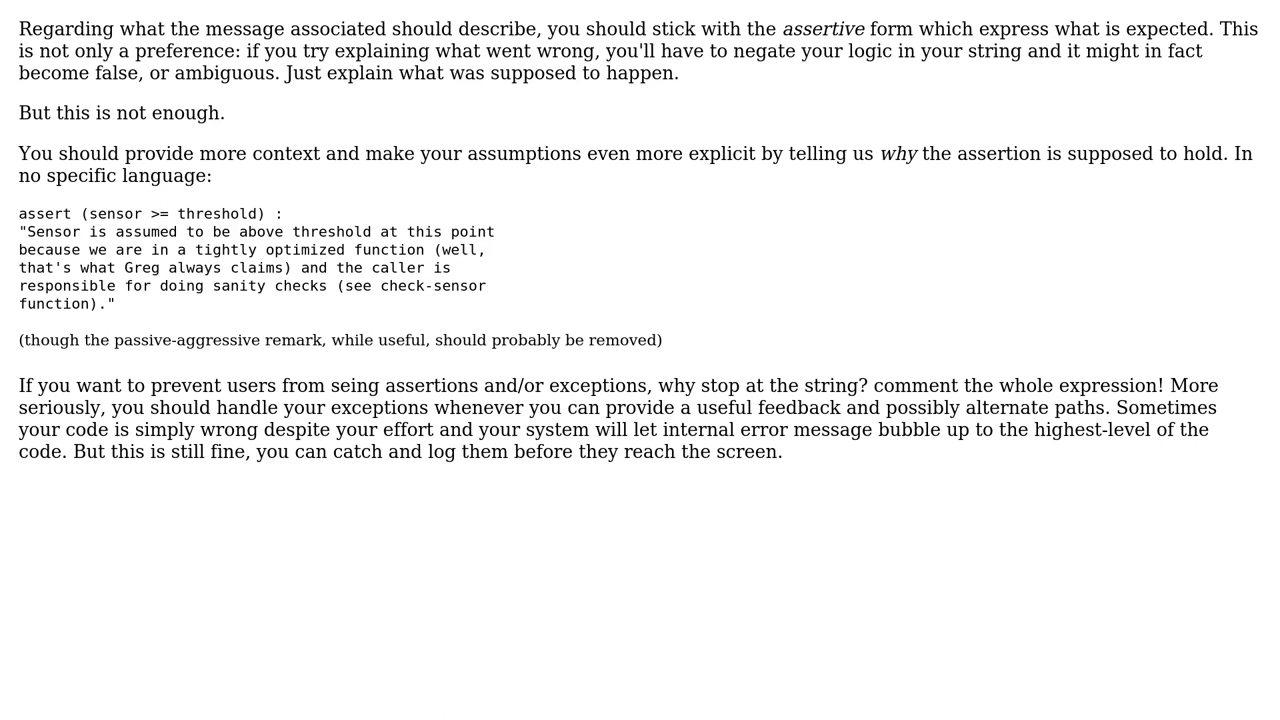 Regarding what the message associated should describe, you should stick with the assertive form which express what is expected. This
is not only a preference: if you try explaining what went wrong, you'll have to negate your logic in your string and it might in fact
become false, or ambiguous. Just explain what was supposed to happen.
But this is not enough.
You should provide more context and make your assumptions even more explicit by telling us why the assertion is supposed to hold. In
no specific language:
assert (sensor >= threshold) :
"Sensor is assumed to be above threshold at this point
because we are in a tightly optimized function (well,
that's what Greg always claims) and the caller is
responsible for doing sanity checks (see check-sensor
function)."
(though the passive-aggressive remark, while useful, should probably be removed)
If you want to prevent users from seing assertions and/or exceptions, why stop at the string? comment the whole expression! More
seriously, you should handle your exceptions whenever you can provide a useful feedback and possibly alternate paths. Sometimes
your code is simply wrong despite your effort and your system will let internal error message bubble up to the highest-level of the
code. But this is still fine, you can catch and log them before they reach the screen.